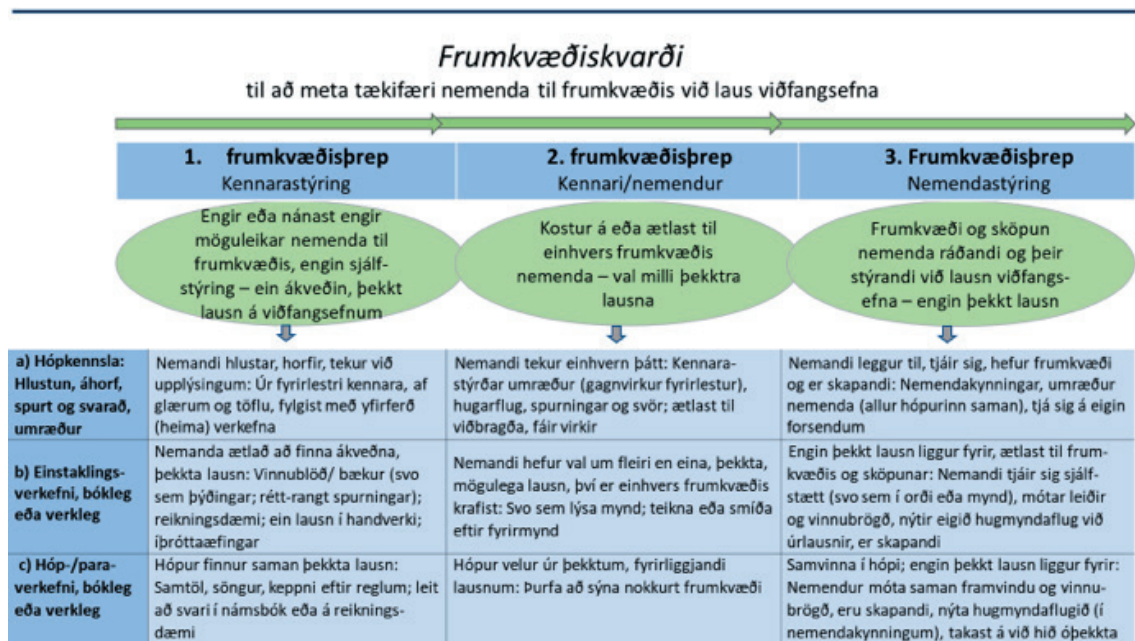 Frumkvæðiskvarði
til að meta tækifæri nemenda til frumkvæðis við laus viðfangsefna
1. frumkvæðisþrep
Kennarastýring
2. frumkvæðisþrep
Kennari/nemendur
3. Frumkvæðisþrep
Nemendastýring
Engir eða nánast engir
möguleikar nemenda til
frumkvæðis, engin sjálf-
stýring – ein ákveðin, þekkt
lausn á viðfangsefnum
Kostur á eða ætlast til
einhvers frumkvæðis
nemenda – val milli þekktra
lausna
Frumkvæði og sköpun
nemenda ráðandi og þeir
stýrandi við lausn viðfangs-
efna – engin þekkt lausn
a) Hópkennsla:
Hlustun, áhorf,
spurt og svarað,
umræður
Nemandi hlustar, horfir, tekur við
upplýsingum: Úr fyrirlestri kennara, af
glærum og töflu, fylgist með yfirferð
(heima) verkefna
Nemandi tekur einhvern þátt: Kennara-
stýrðar umræður (gagnvirkur fyrirlestur),
hugarflug, spurningar og svör; ætlast til
viðbragða, fáir virkir
Nemandi leggur til, tjáir sig, hefur frumkvæði
og er skapandi: Nemendakynningar, umræður
nemenda (allur hópurinn saman), tjá sig á eigin
forsendum
b) Einstaklings-
verkefni, bókleg
eða verkleg
Nemanda ætlað að finna ákveðna,
þekkta lausn: Vinnublöð/ bækur (svo
sem þýðingar; rétt-rangt spurningar);
reikningsdæmi; ein lausn í handverki;
íþróttaæfingar
Nemandi hefur val um fleiri en eina, þekkta,
mögulega lausn, því er einhvers frumkvæðis
krafist: Svo sem lýsa mynd; teikna eða smíða
eftir fyrirmynd
Engin þekkt lausn liggur fyrir, ætlast til frum-
kvæðis og sköpunar: Nemandi tjáir sig sjálf-
stætt (svo sem í orði eða mynd), mótar leiðir
og vinnubrögð, nýtir eigið hugmyndaflug við
úrlausnir, er skapandi
c) Hóp-/para-
verkefni, bókleg
eða verkleg
Hópur finnur saman þekkta lausn:
Samtöl, söngur, keppni eftir reglum; leit
að svari í námsbók eða á reiknings-
dæmi
Hópur velur úr þekktum, fyrirliggjandi
lausnum: Þurfa að sýna nokkurt frumkvæði
Samvinna í hópi; engin þekkt lausn liggur fyrir:
Nemendur móta saman framvindu og vinnu-
brögð, eru skapandi, nýta hugmyndaflugið (í
nemendakynningum), takast á við hið óþekkta